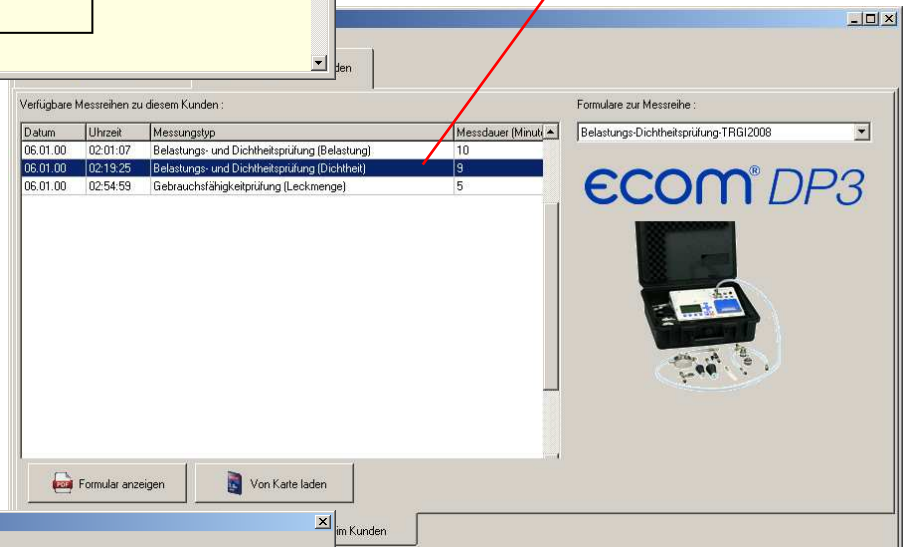 den
Verfügbare Messreihen zu diesem Kunden :
Formulare zur Messreihe :
Datum Uhrzeit Messungstyp Messdauer (Minute
Belastungs-Dichtheitsprüfung-TRGI2008
06.01.00 02:01:07 Belastungs- und Dichtheitsprüfung (Belastung) 10
06.01.00 02:19:25 Belastungs- und Dichtheitsprüfung (Dichtheit) 9
06.01.00 02:54:59 Gebrauchsfähigkeitprüfung (Leckmenge) 5
ecom® DP3
PDF Formular anzeigen
Von Karte laden
im Kunden